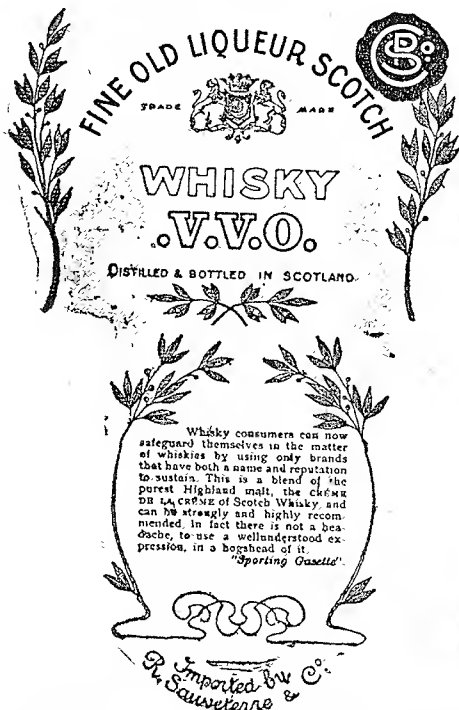 FINE OLD LIQUEUR SCOTCH
TRADE MARK
WHISKY
.V.V.O.
DISTILLED & BOTTLED IN SCOTLAND.
Whisky consumers can now
safeguard themselves in the matter
of whiskies by using only brands
that have both a name and reputation
to sustain. This is a blend of the
purest Highland malt, the CRÈME
DE LA CRÈME of Scotch Whisky, and
can be strongly and highly recom-
mended. In fact there is not a hea-
dache, to use a wellunderstood ex-
pression, in a hogshead of it.
"Sporting Gazette".
Imported by
R. Sauveterre & Co.